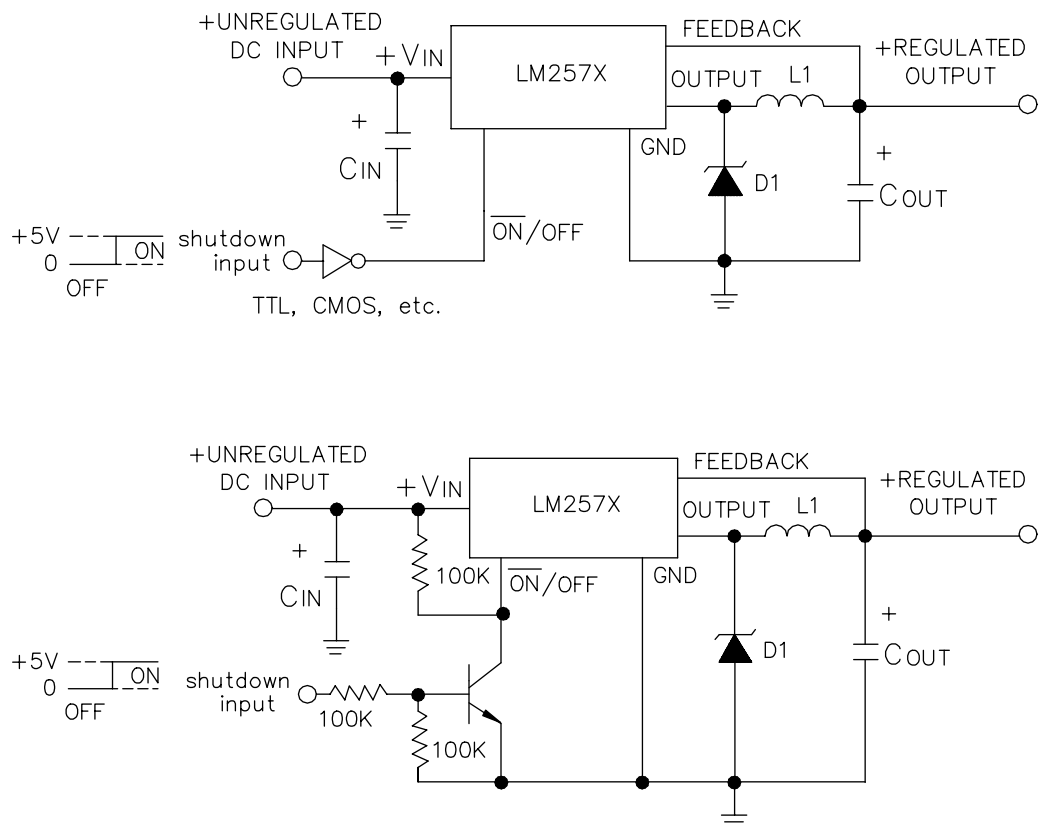 +UNREGULATED
DC INPUT
+VIN
LM257X
FEEDBACK
OUTPUT
L1
+REGULATED
OUTPUT
+
CIN
GND
D1
+
COUT
ON/OFF
+5V
0
ON
OFF
shutdown
input
TTL, CMOS, etc.
+UNREGULATED
DC INPUT
+VIN
LM257X
FEEDBACK
OUTPUT
L1
+REGULATED
OUTPUT
+
CIN
100K
ON/OFF
GND
D1
+
COUT
+5V
0
ON
OFF
shutdown
input
100K
100K